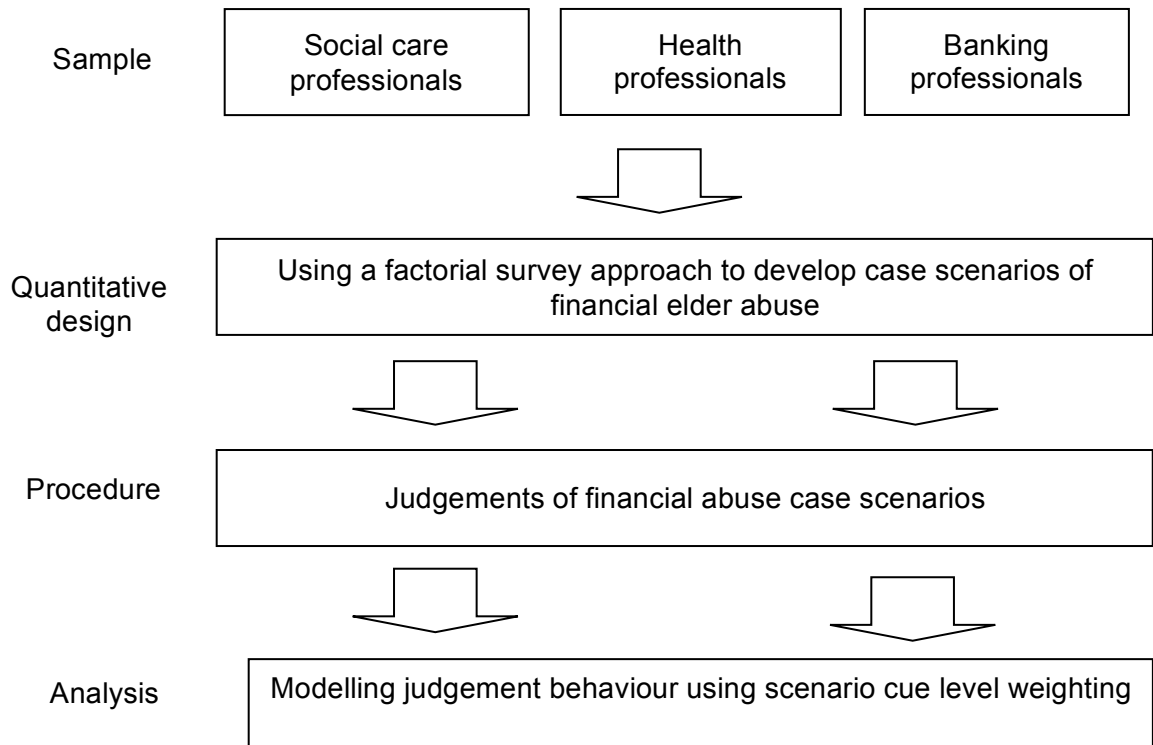 Sample
Social care
professionals
Health
professionals
Banking
professionals
Quantitative
design
Using a factorial survey approach to develop case scenarios of
financial elder abuse
Procedure
Judgements of financial abuse case scenarios
Analysis
Modelling judgement behaviour using scenario cue level weighting